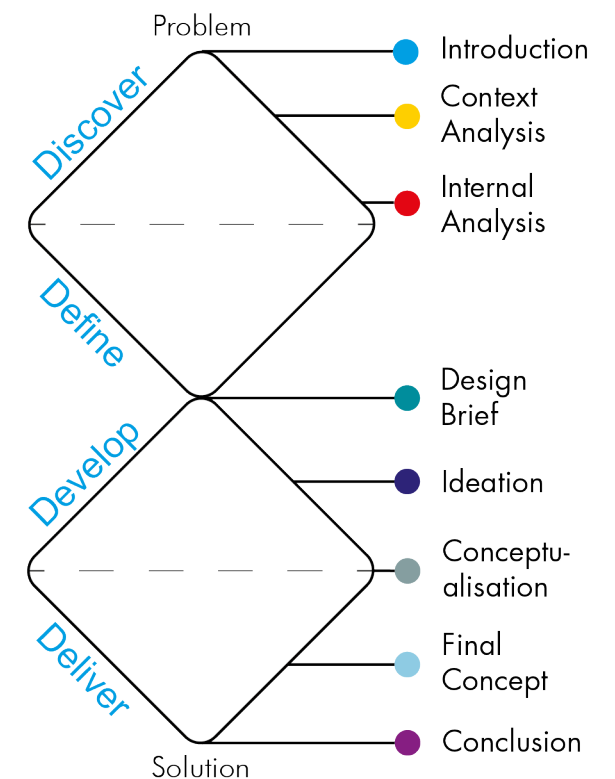 Problem
Discover
Define
Develop
Deliver
Solution
Introduction
Context
Analysis
Internal
Analysis
Design
Brief
Ideation
Conceptu-
alisation
Final
Concept
Conclusion